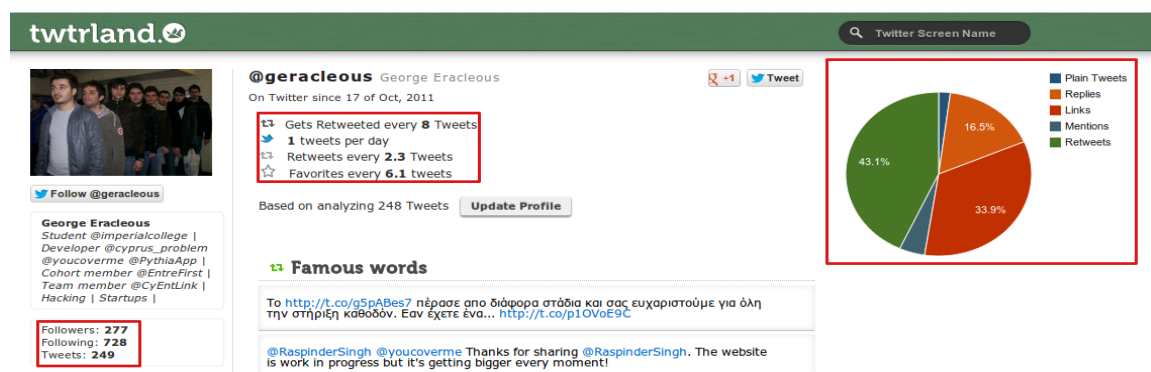 twtrland.
Twitter Screen Name
@geracleous George Eracleous
+1 Tweet
On Twitter since 17 of Oct, 2011
Gets Retweeted every 8 Tweets
1 tweets per day
Retweets every 2.3 Tweets
Favorites every 6.1 tweets
Based on analyzing 248 Tweets Update Profile
Follow @geracleous
George Eracleous
Student @imperialcollege |
Developer @cyprus_problem
@youcoverme @PythiaApp |
Cohort member @EntreFirst |
Team member @CyEntLink |
Hacking | Startups |
Followers: 277
Following: 728
Tweets: 249
Famous words
Το http://t.co/g5pABes7 πέρασε απο διάφορα στάδια και σας ευχαριστούμε για όλη
την στήριξη καθοδόν. Εαν έχετε ένα... http://t.co/p1OVoE9C
@RaspinderSingh @youcoverme Thanks for sharing @RaspinderSingh. The website
is work in progress but it's getting bigger every moment!
16.5%
43.1%
33.9%
Plain Tweets
Replies
Links
Mentions
Retweets